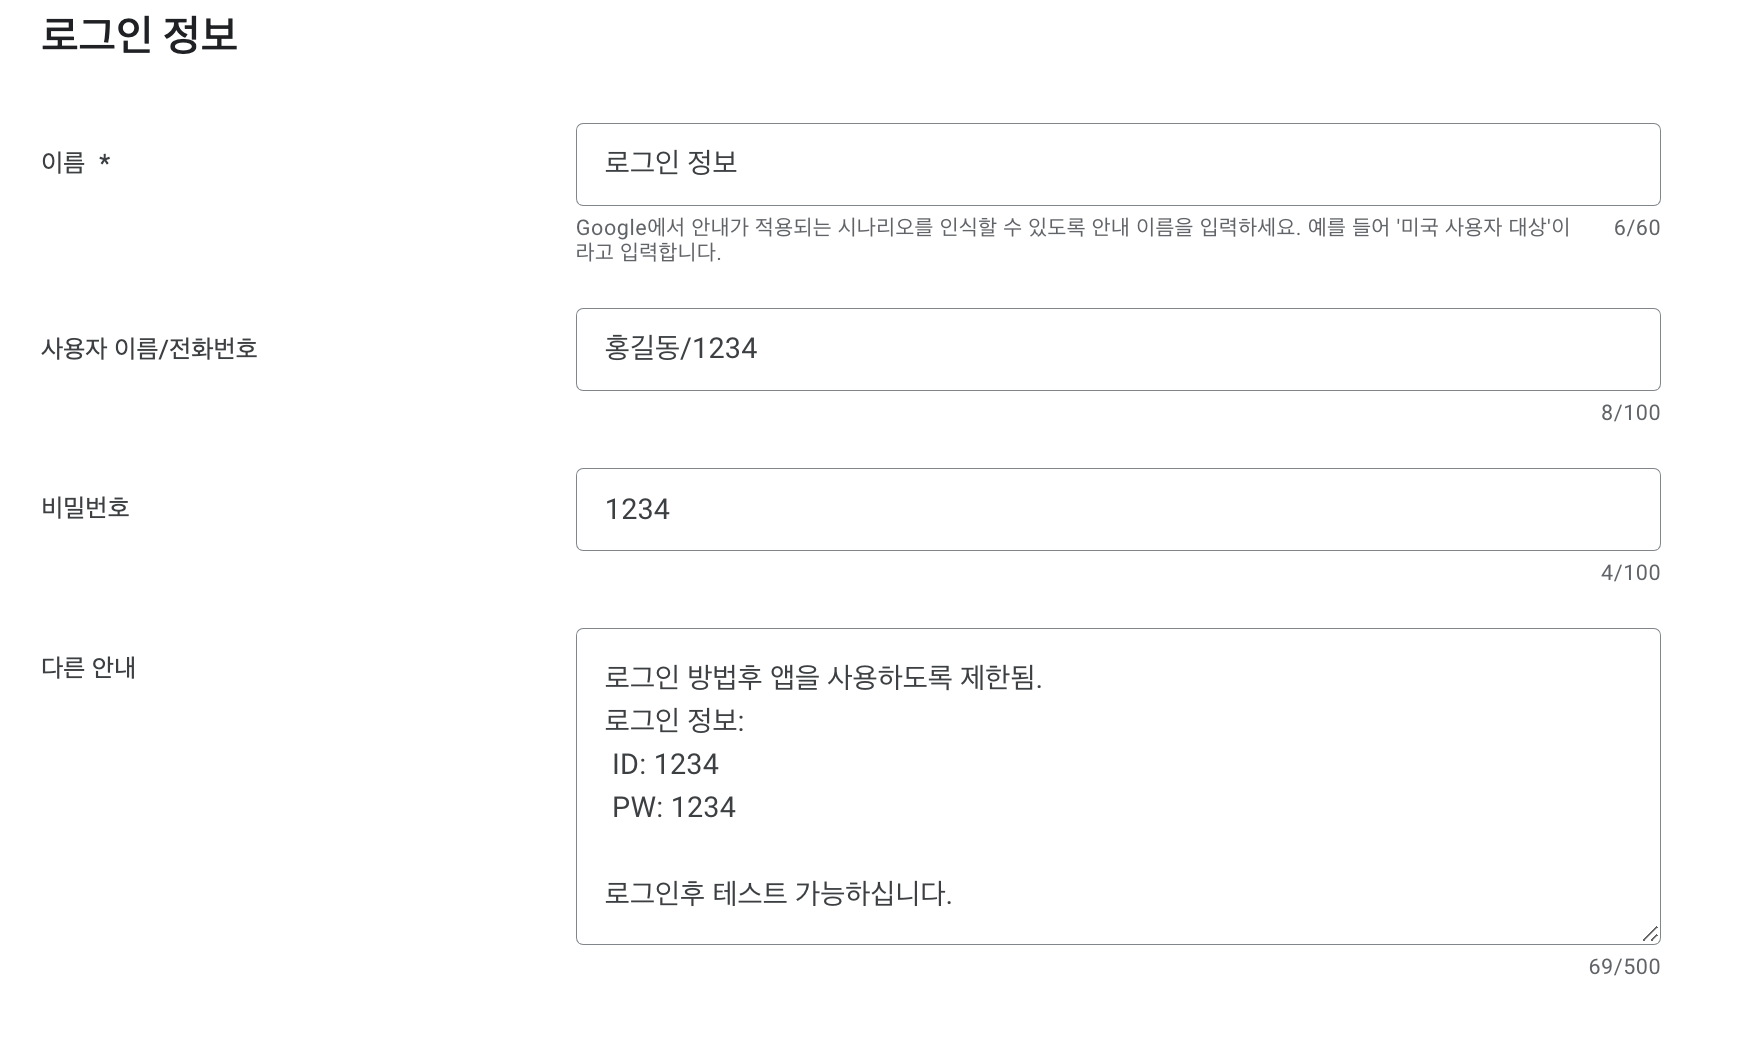 로그인 정보
이름 *
로그인 정보
Google에서 안내가 적용되는 시나리오를 인식할 수 있도록 안내 이름을 입력하세요. 예를 들어 '미국 사용자 대상'이
라고 입력합니다.
6/60
사용자 이름/전화번호
홍길동/1234
8/100
비밀번호
1234
4/100
다른 안내
로그인 방법후 앱을 사용하도록 제한됨.
로그인 정보:
ID: 1234
PW: 1234
로그인후 테스트 가능하십니다.
69/500